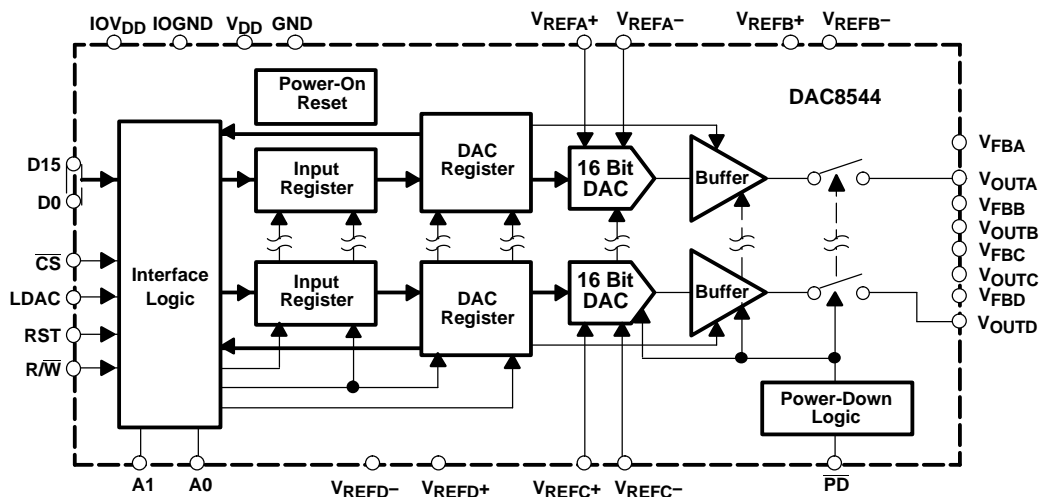 IOVDD IOGND VDD GND VREFA+ VREFA− VREFB+ VREFB−
Power-On
Reset
DAC8544
D15
D0
CS
LDAC
RST
R/W
Interface
Logic
Input
Register
DAC
Register
16 Bit
DAC
Buffer
Input
Register
DAC
Register
16 Bit
DAC
Buffer
Power-Down
Logic
VFBA
VOUTA
VFBB
VOUTB
VFBC
VOUTC
VFBD
VOUTD
A1 A0 VREFD− VREFD+ VREFC+ VREFC− PD